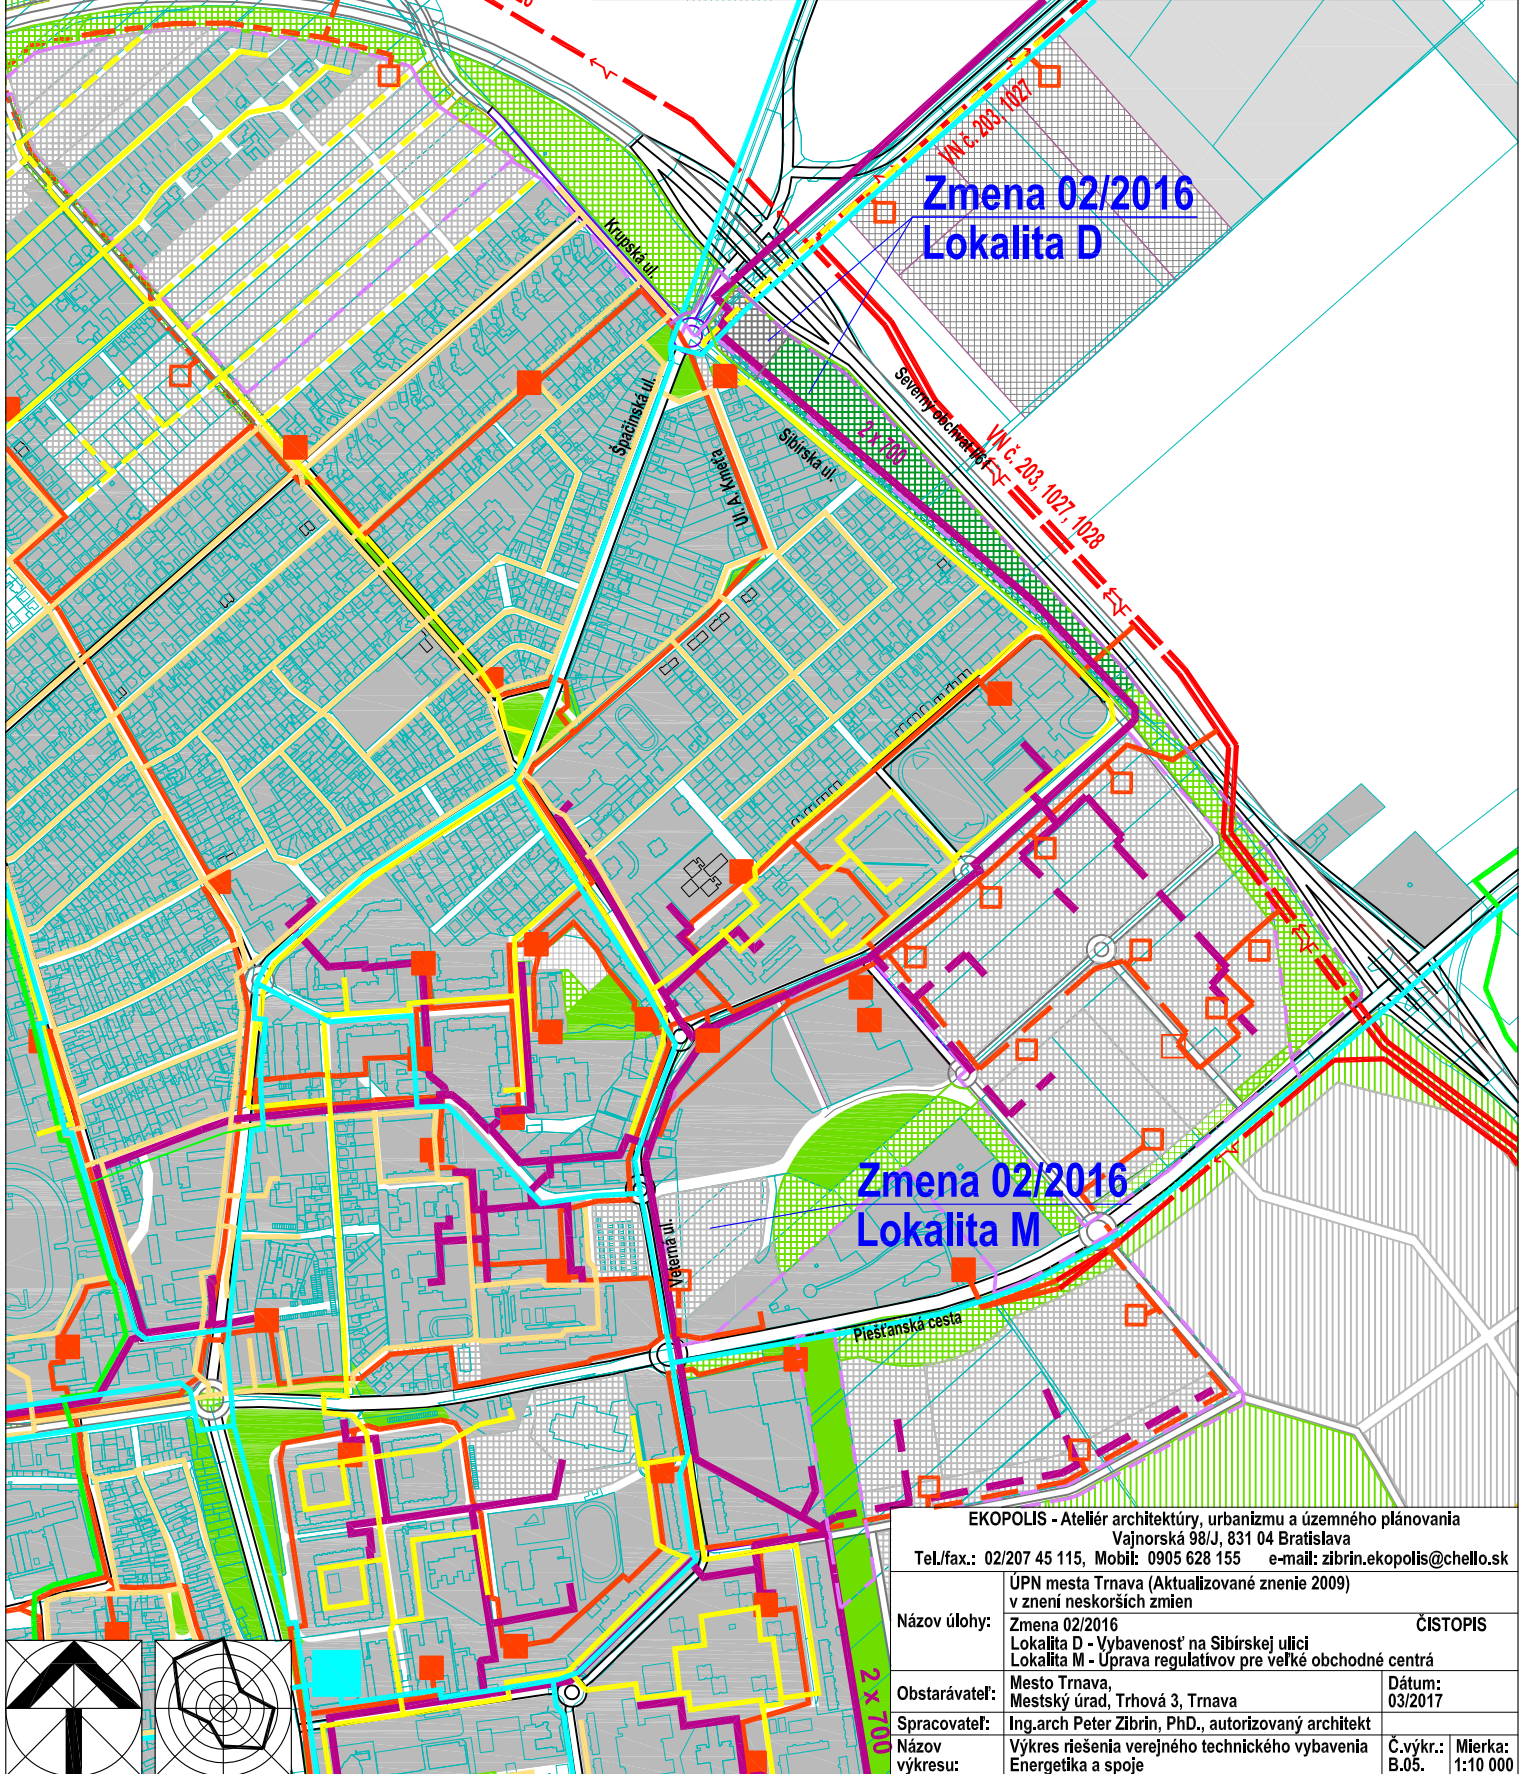 VN č. 203, 1027
Zmena 02/2016
Lokalita D
Krupská ul.
Špačinská ul.
Ul. A. Kmeťa
Sibírska ul.
2 x 700
Severný obchvat I/61
VN č. 203, 1027, 1028
Zmena 02/2016
Lokalita M
Veterná ul.
Piešťanská cesta
2 x 700
EKOPOLIS - Ateliér architektúry, urbanizmu a územného plánovania
Vajnorská 98/J, 831 04 Bratislava
Tel./fax.: 02/207 45 115, Mobil: 0905 628 155 e-mail: zibrin.ekopolis@chello.sk
Názov úlohy:
ÚPN mesta Trnava (Aktualizované znenie 2009)
v znení neskorších zmien
Zmena 02/2016 ČISTOPIS
Lokalita D - Vybavenosť na Sibírskej ulici
Lokalita M - Úprava regulatívov pre veľké obchodné centrá
Obstarávateľ:
Mesto Trnava,
Mestský úrad, Trhová 3, Trnava
Dátum:
03/2017
Spracovateľ: Ing.arch Peter Zibrin, PhD., autorizovaný architekt
Názov
výkresu:
Výkres riešenia verejného technického vybavenia
Energetika a spoje
Č.výkr.:
B.05.
Mierka:
1:10 000